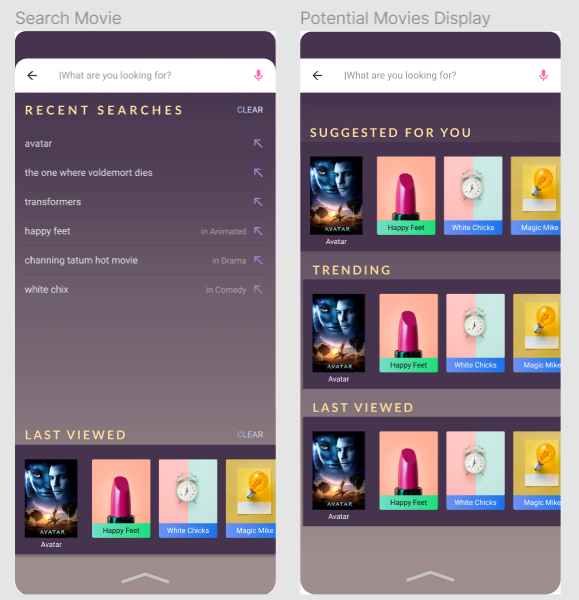 Search Movie
What are you looking for?
RECENT SEARCHES CLEAR
avatar
the one where voldemort dies
transformers
happy feet in Animated
channing tatum hot movie in Drama
white chix in Comedy
LAST VIEWED CLEAR
AVATAR
Happy Feet White Chicks Magic Mike
Avatar
Potential Movies Display
What are you looking for?
SUGGESTED FOR YOU
AVATAR
Happy Feet White Chicks Magic Mike
Avatar
TRENDING
AVATAR
Happy Feet White Chicks Magic Mike
Avatar
LAST VIEWED
AVATAR
Happy Feet White Chicks Magic Mike
Avatar